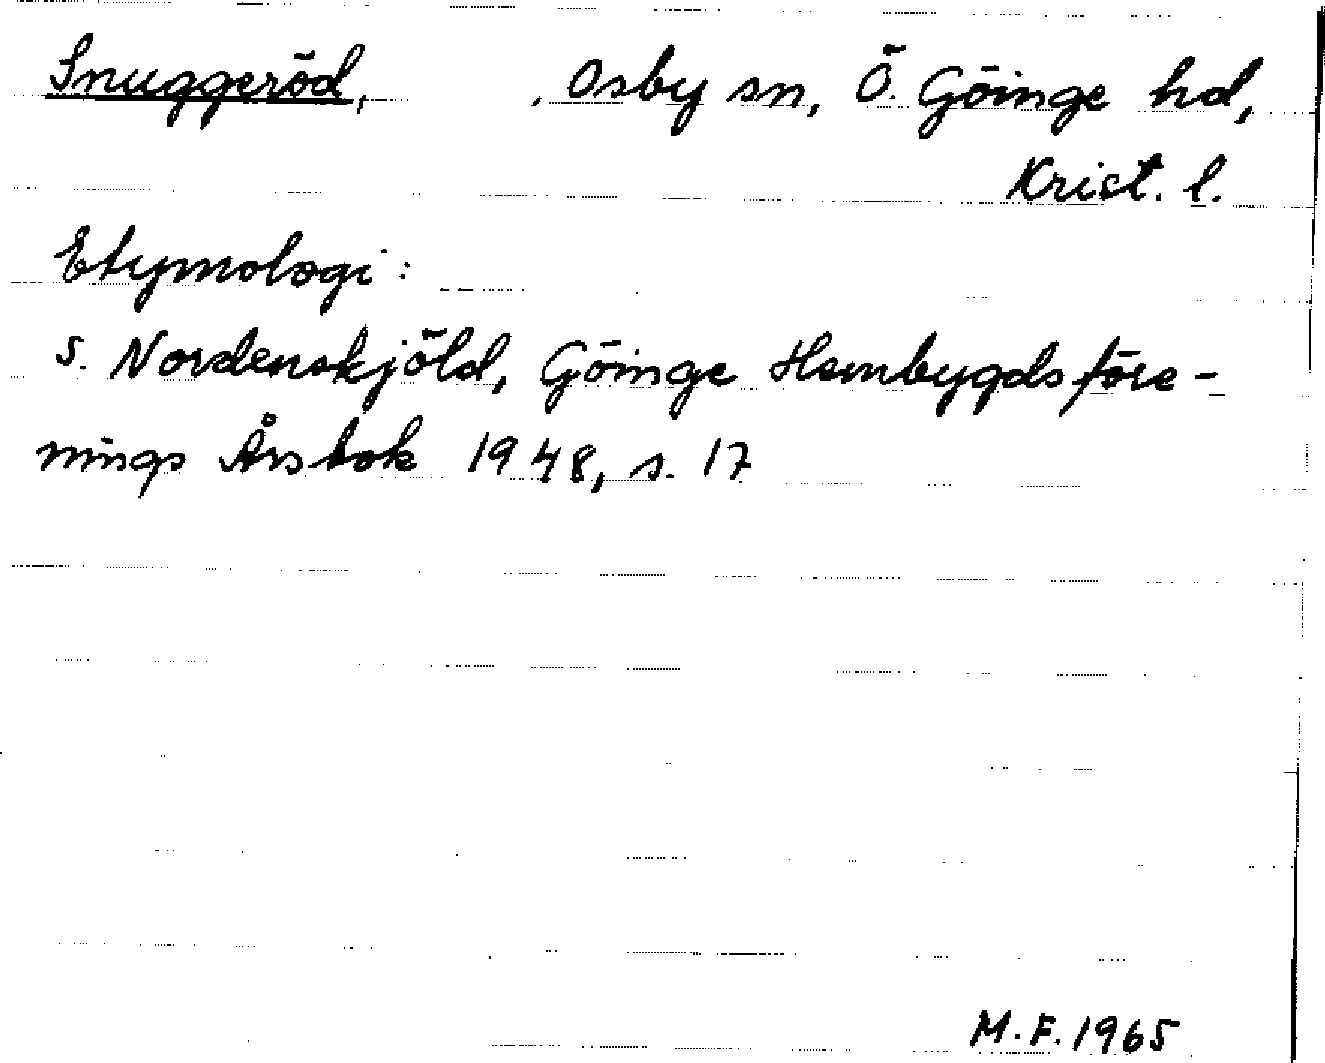 Snuggeröd, , Osby sn, Ö. Göinge hd,
Krist. l.
Etymologi:
S. Nordenskjöld, Göinge Hembygdsföre-
nings Årsbok 1948, s. 17
M.F. 1965